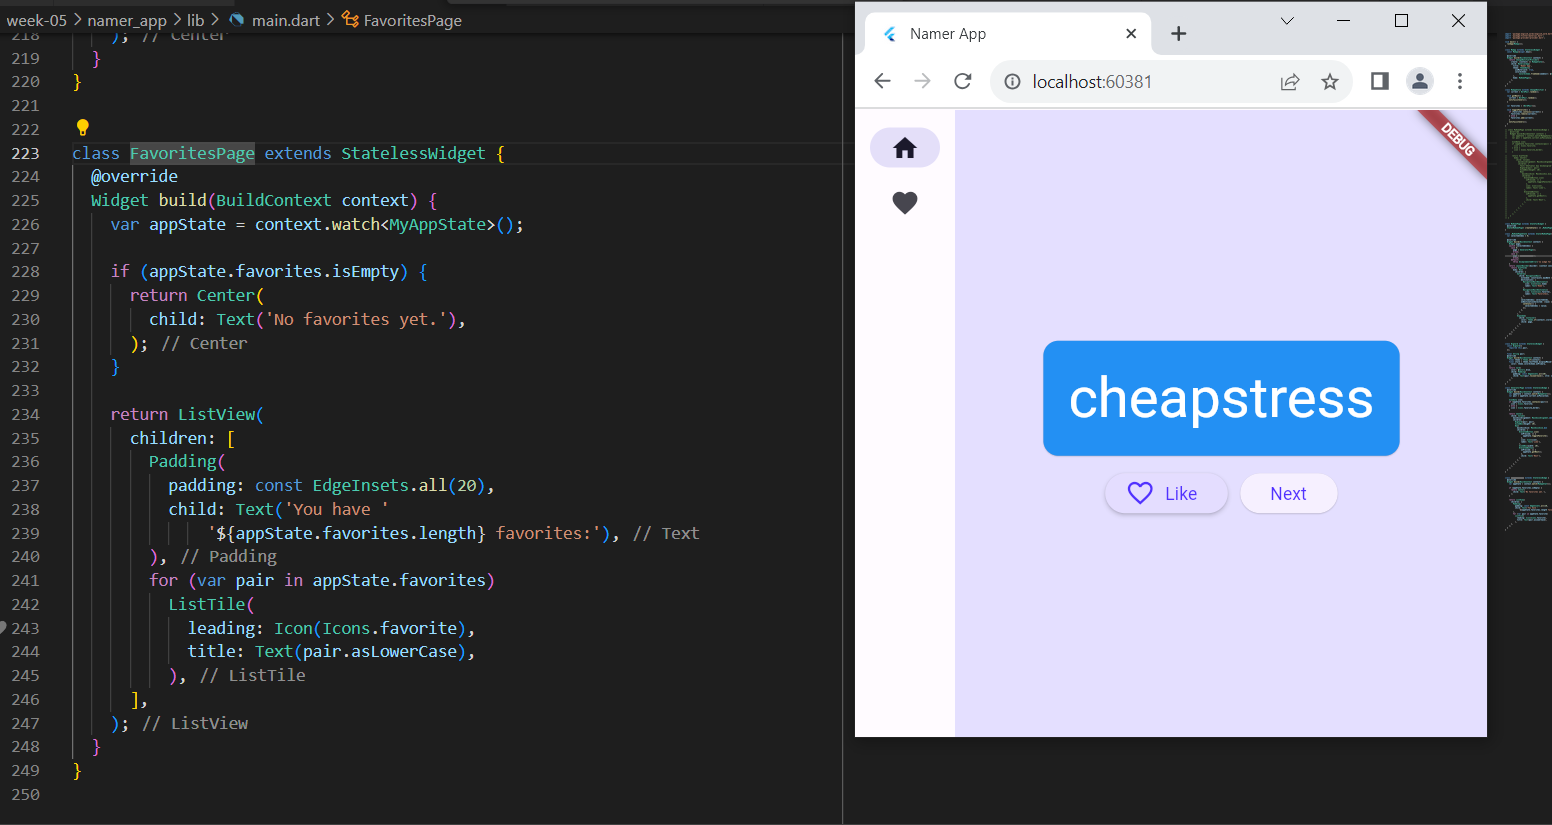 week-05 > namer_app > lib > main.dart > FavoritesPage
218 ); // Center
219 }
220 }
221
222
223 class FavoritesPage extends StatelessWidget {
224 @override
225 Widget build(BuildContext context) {
226 var appState = context.watch<MyAppState>();
227
228 if (appState.favorites.isEmpty) {
229 return Center(
230 child: Text('No favorites yet.'),
231 ); // Center
232 }
233
234 return ListView(
235 children: [
236 Padding(
237 padding: const EdgeInsets.all(20),
238 child: Text('You have '
239 '${appState.favorites.length} favorites:'), // Text
240 ), // Padding
241 for (var pair in appState.favorites)
242 ListTile(
243 leading: Icon(Icons.favorite),
244 title: Text(pair.asLowerCase),
245 ), // ListTile
246 ],
247 ); // ListView
248 }
249 }
250
Namer App
localhost:60381
DEBUG
cheapstress
Like
Next